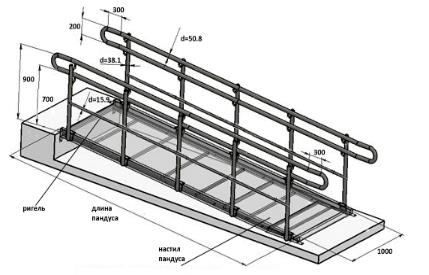 300
200
d=50.8
d=38.1
900
700
d=15.9
300
ригель
длина
пандуса
настил
пандуса
1000